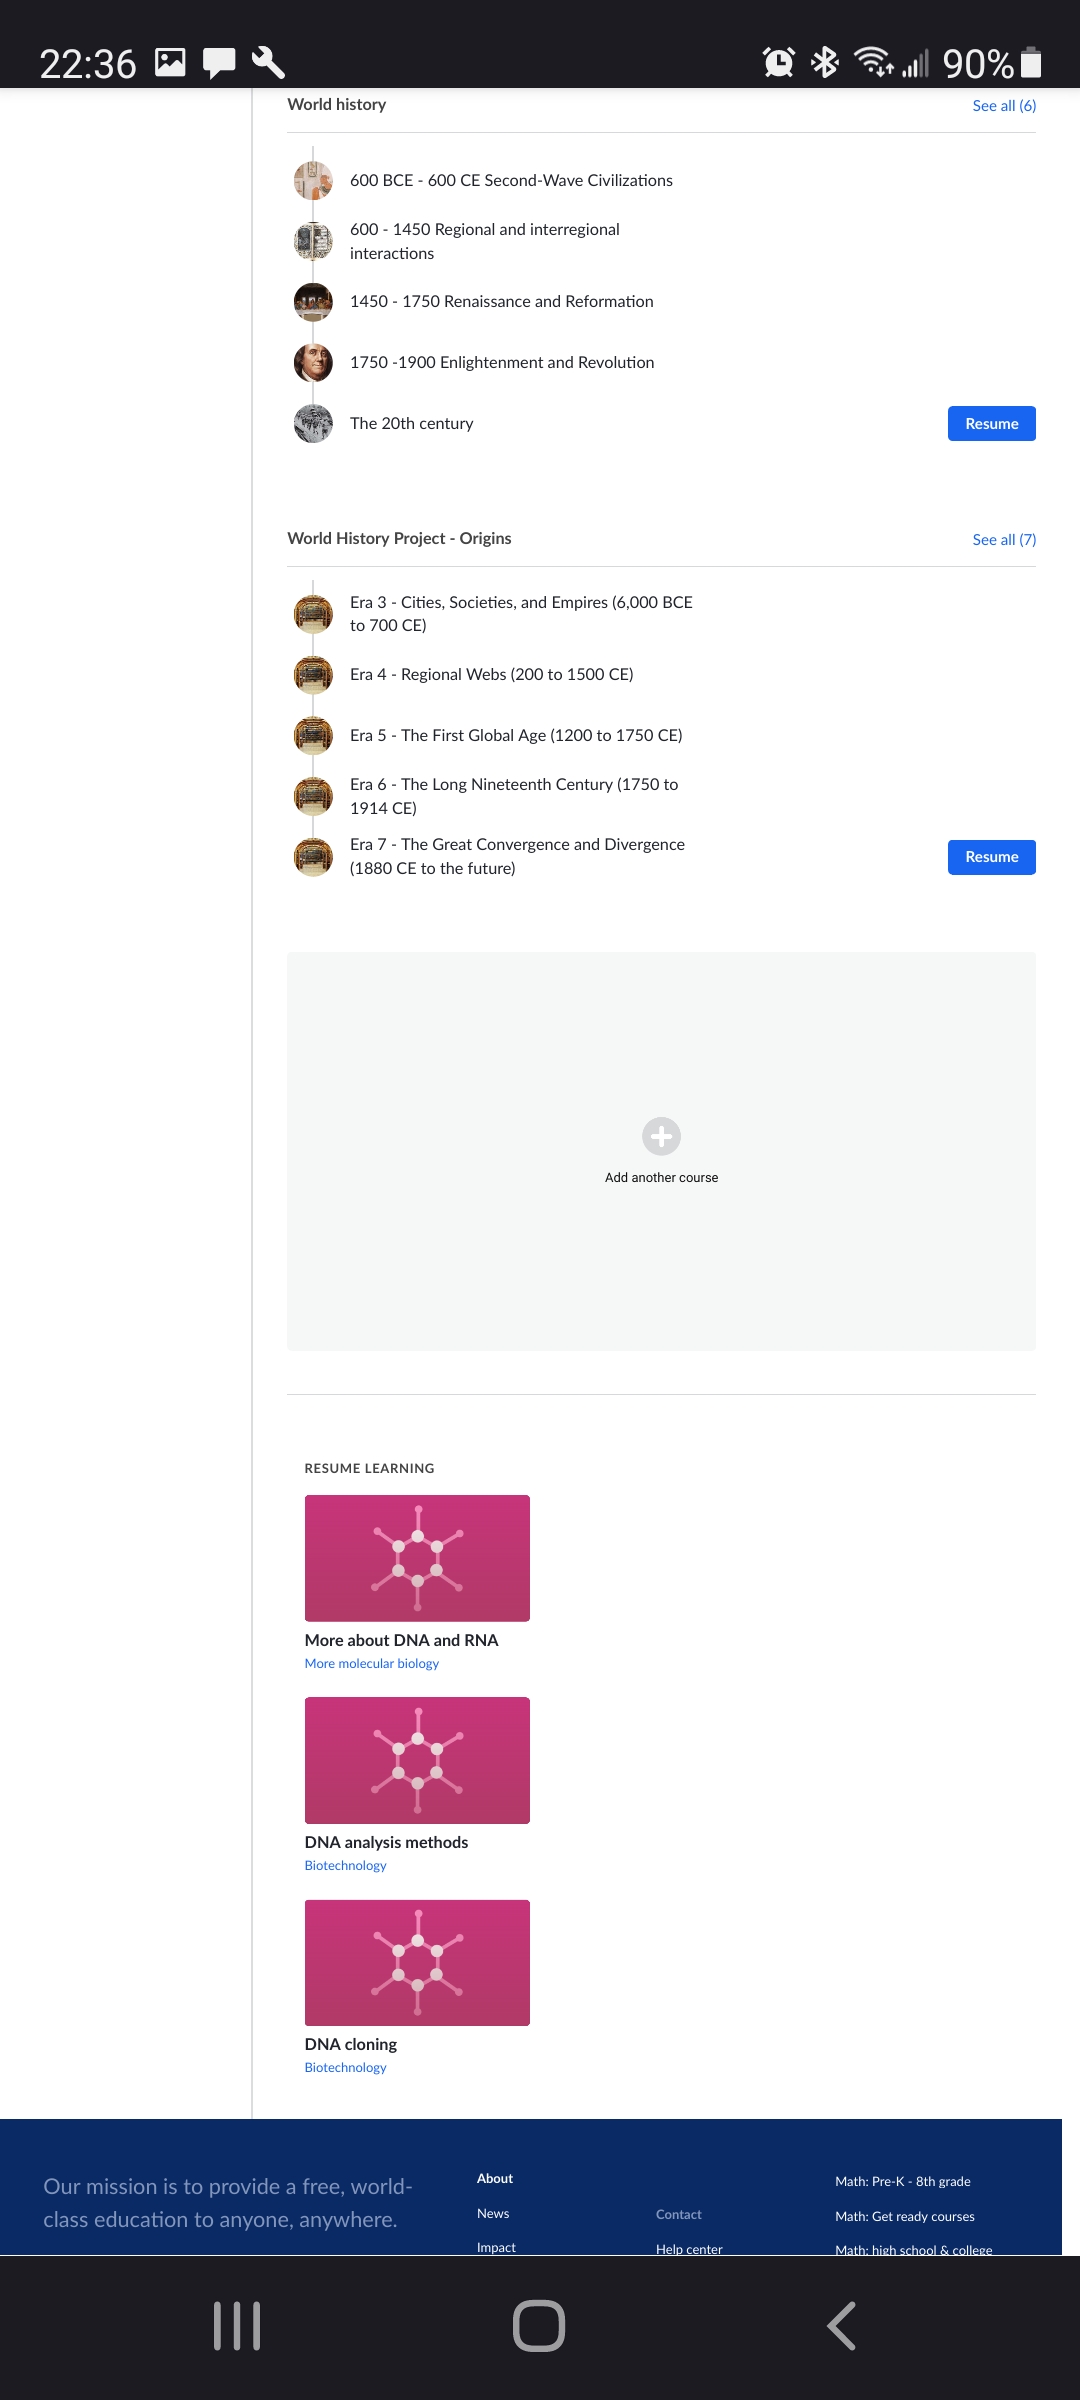 22:36
90%
World history
See all (6)
600 BCE - 600 CE Second-Wave Civilizations
600 - 1450 Regional and interregional
interactions
1450 - 1750 Renaissance and Reformation
1750 -1900 Enlightenment and Revolution
The 20th century
Resume
World History Project - Origins
See all (7)
Era 3 - Cities, Societies, and Empires (6,000 BCE
to 700 CE)
Era 4 - Regional Webs (200 to 1500 CE)
Era 5 - The First Global Age (1200 to 1750 CE)
Era 6 - The Long Nineteenth Century (1750 to
1914 CE)
Era 7 - The Great Convergence and Divergence
(1880 CE to the future)
Resume
Add another course
RESUME LEARNING
More about DNA and RNA
More molecular biology
DNA analysis methods
Biotechnology
DNA cloning
Biotechnology
Our mission is to provide a free, world-
class education to anyone, anywhere.
About
News
Impact
Contact
Help center
Math: Pre-K - 8th grade
Math: Get ready courses
Math: high school & college